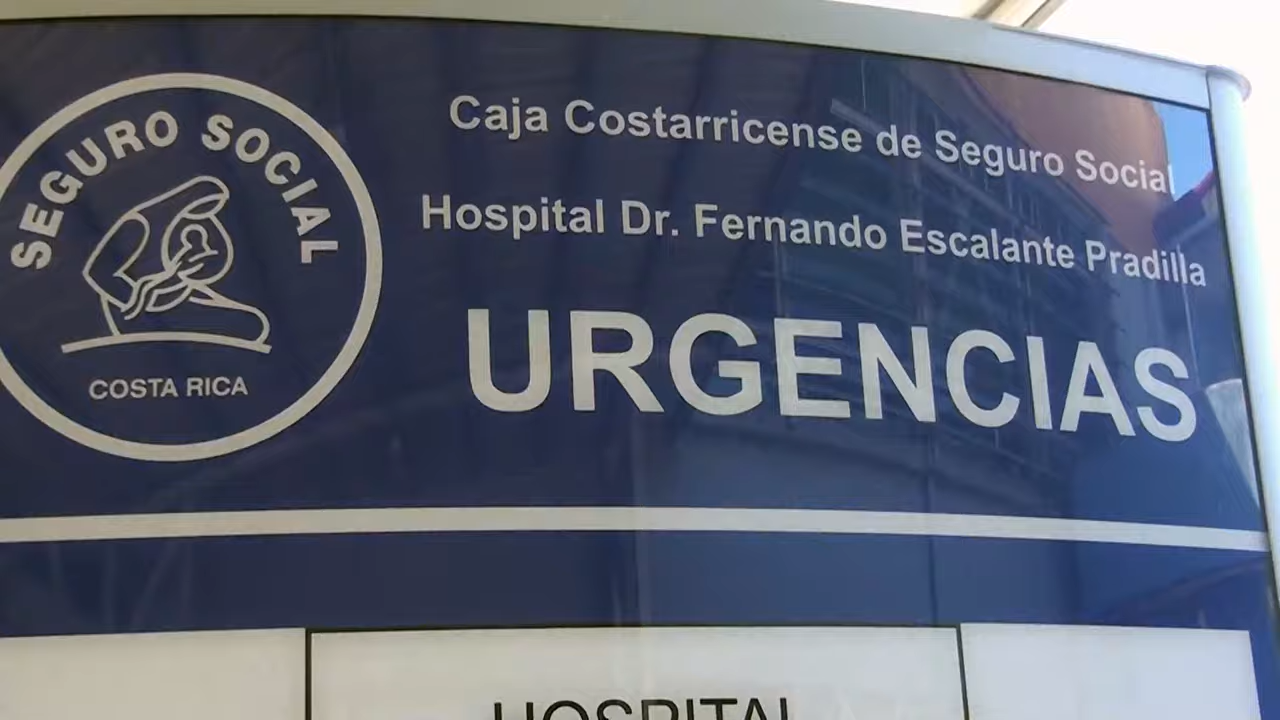 SEGURO SOCIAL
COSTA RICA
Caja Costarricense de Seguro Social
Hospital Dr. Fernando Escalante Pradilla
URGENCIAS
HOSPITAL